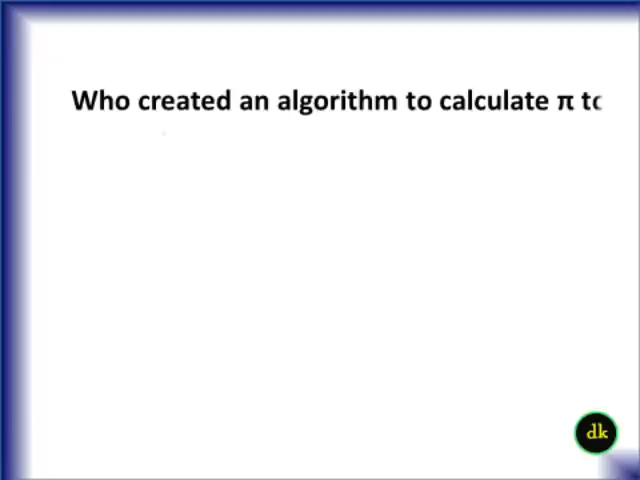 Who created an algorithm to calculate π to
dk